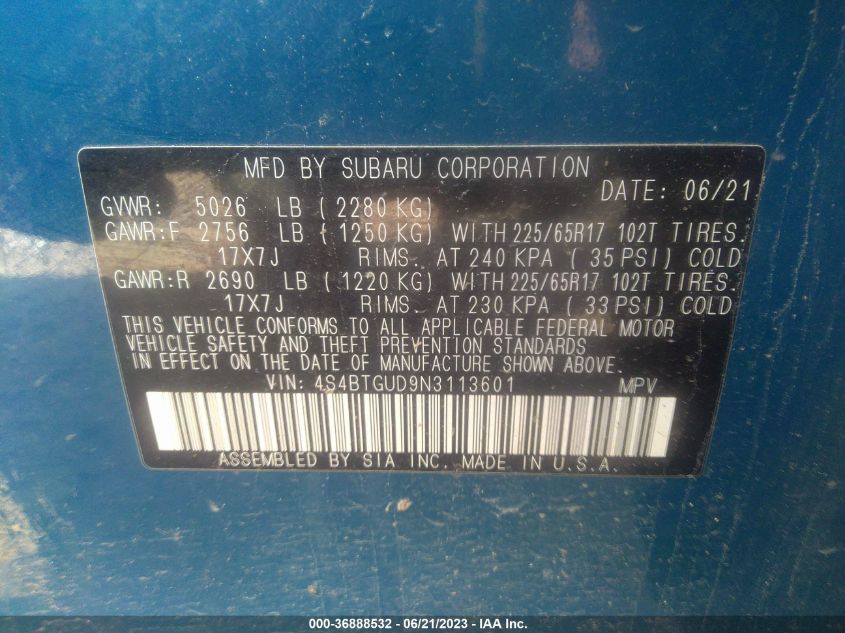 MFD BY SUBARU CORPORATION
DATE: 06/21
GVWR: 5026 LB ( 2280 KG)
GAWR:F 2756 LB ( 1250 KG) WITH 225/65R17 102T TIRES.
17X7J RIMS. AT 240 KPA ( 35 PSI) COLD
GAWR:R 2690 LB ( 1220 KG) WITH 225/65R17 102T TIRES.
17X7J RIMS. AT 230 KPA ( 33 PSI) COLD
THIS VEHICLE CONFORMS TO ALL APPLICABLE FEDERAL MOTOR
VEHICLE SAFETY AND THEFT PREVENTION STANDARDS
IN EFFECT ON THE DATE OF MANUFACTURE SHOWN ABOVE.
VIN: 4S4BTGUD9N3113601 MPV
ASSEMBLED BY SIA INC. MADE IN U.S.A.
000-36888532 - 06/21/2023 - IAA Inc.